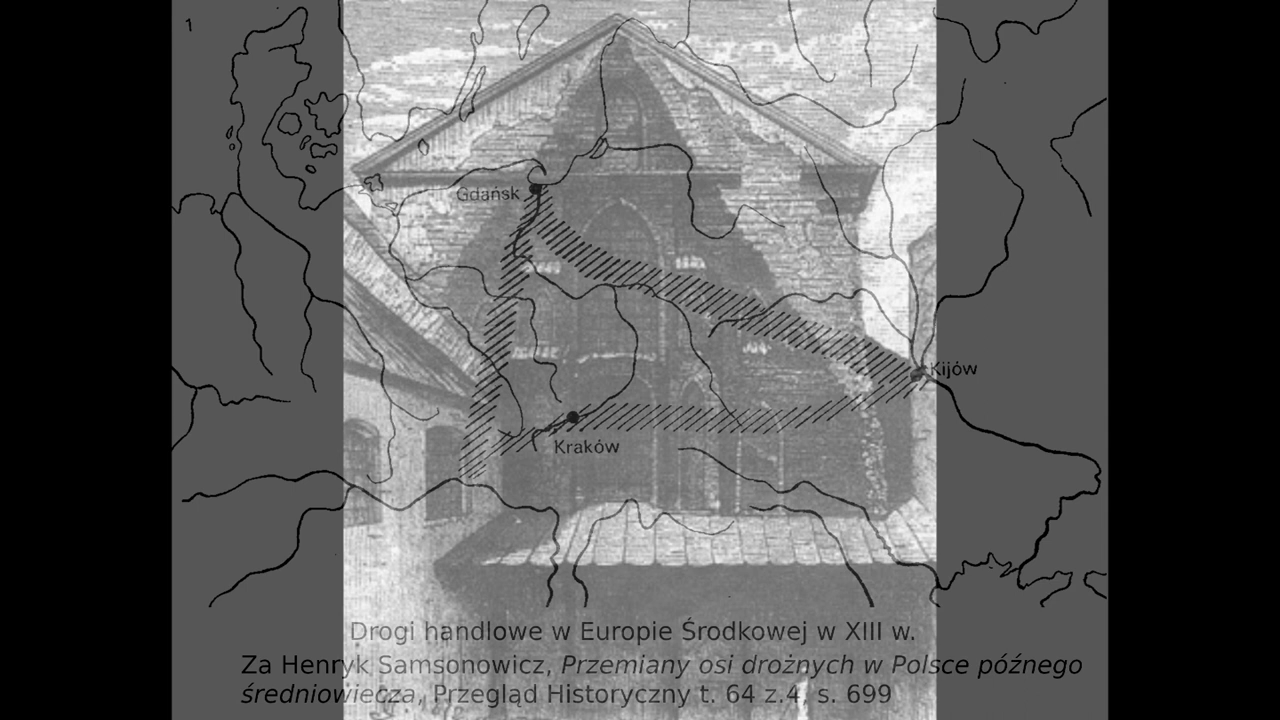 1
Gdańsk
Kijów
Kraków
Drogi handlowe w Europie Środkowej w XIII w.
Za Henryk Samsonowicz, Przemiany osi drożnych w Polsce późnego
średniowiecza, Przegląd Historyczny t. 64 z.4, s. 699